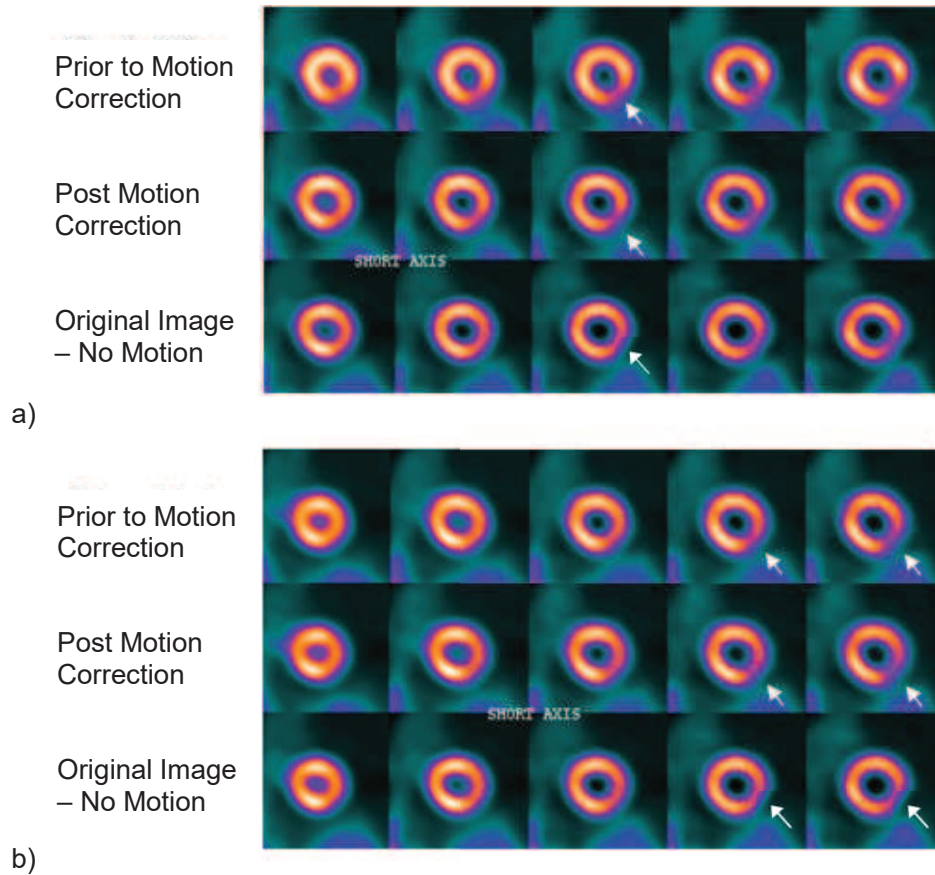 Prior to Motion
Correction
Post Motion
Correction
SHORT AXIS
Original Image
– No Motion
a)
Prior to Motion
Correction
Post Motion
Correction
SHORT AXIS
Original Image
– No Motion
b)